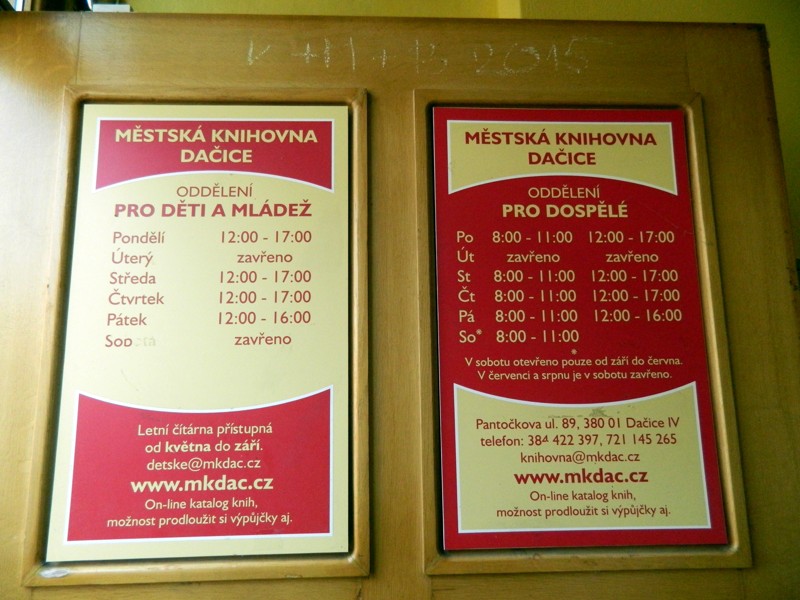 K + M + B 2015
MĚSTSKÁ KNIHOVNA
DAČICE
ODDĚLENÍ
PRO DĚTI A MLÁDEŽ
Pondělí 12:00 - 17:00
Úterý zavřeno
Středa 12:00 - 17:00
Čtvrtek 12:00 - 17:00
Pátek 12:00 - 16:00
Sobota zavřeno
Letní čítárna přístupná
od května do září.
detske@mkdac.cz
www.mkdac.cz
On-line katalog knih,
možnost prodloužit si výpůjčky aj.
MĚSTSKÁ KNIHOVNA
DAČICE
ODDĚLENÍ
PRO DOSPĚLÉ
Po 8:00 - 11:00 12:00 - 17:00
Út zavřeno zavřeno
St 8:00 - 11:00 12:00 - 17:00
Čt 8:00 - 11:00 12:00 - 17:00
Pá 8:00 - 11:00 12:00 - 16:00
So* 8:00 - 11:00
*
V sobotu otevřeno pouze od září do června.
V červenci a srpnu je v sobotu zavřeno.
Pantočkova ul. 89, 380 01 Dačice IV
telefon: 384 422 397, 721 145 265
knihovna@mkdac.cz
www.mkdac.cz
On-line katalog knih,
možnost prodloužit si výpůjčky aj.